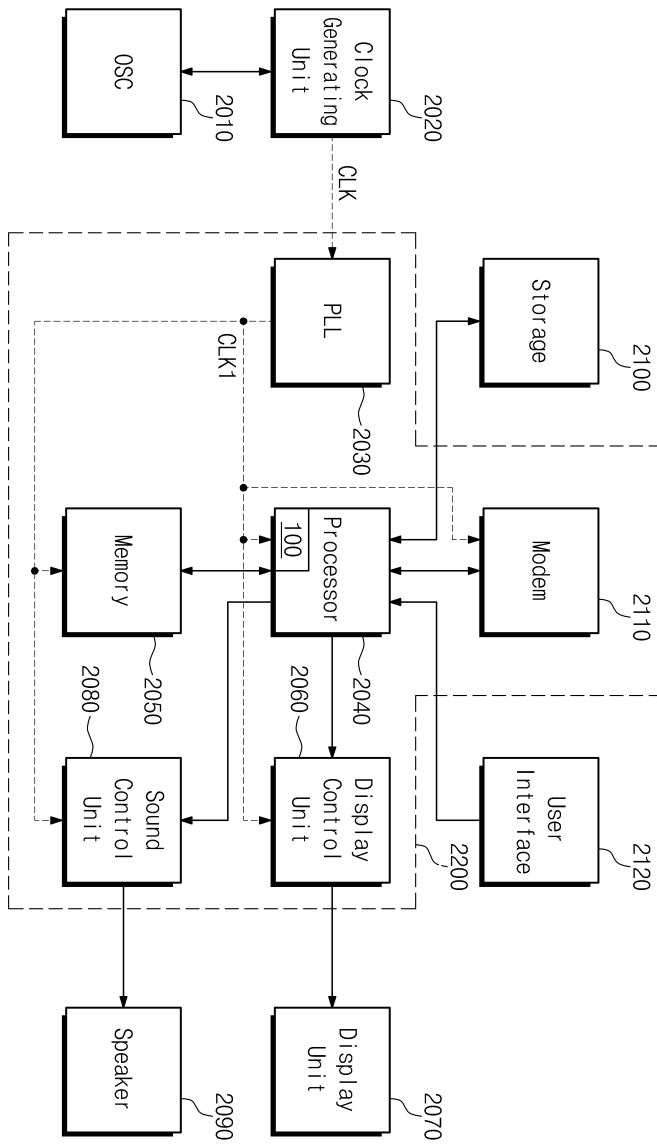 2100
Storage
2110
Modem
2120
User
Interface
2200
2020
Clock
Generating
Unit
CLK
PLL
2030
Processor
100
2040
2060
Display
Control
Unit
2070
Display
Unit
CLK1
2010
OSC
Memory
2050
2080
Sound
Control
Unit
2090
Speaker